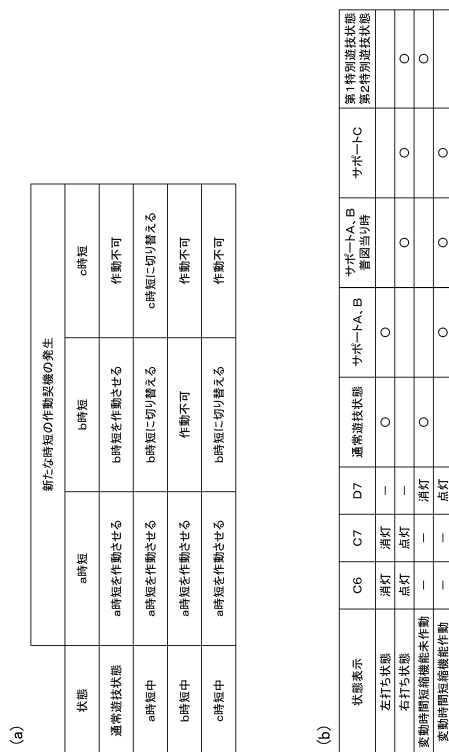 (a)
新たな時短の作動契機の発生
状態 a時短 b時短 c時短
通常遊技状態 a時短を作動させる b時短を作動させる 作動不可
a時短中 a時短を作動させる b時短に切り替える c時短に切り替える
b時短中 a時短を作動させる 作動不可 作動不可
c時短中 a時短を作動させる b時短に切り替える 作動不可
(b)
状態表示 C6 C7 D7 通常遊技状態 サポートA、B サポートA、B
普図当り時 サポートC 第1特別遊技状態
第2特別遊技状態
左打ち状態 消灯 消灯 － ○ ○
右打ち状態 点灯 点灯 － ○ ○ ○
変動時間短縮機能未作動 － － 消灯 ○ ○
変動時間短縮機能作動 － － 点灯 ○ ○ ○